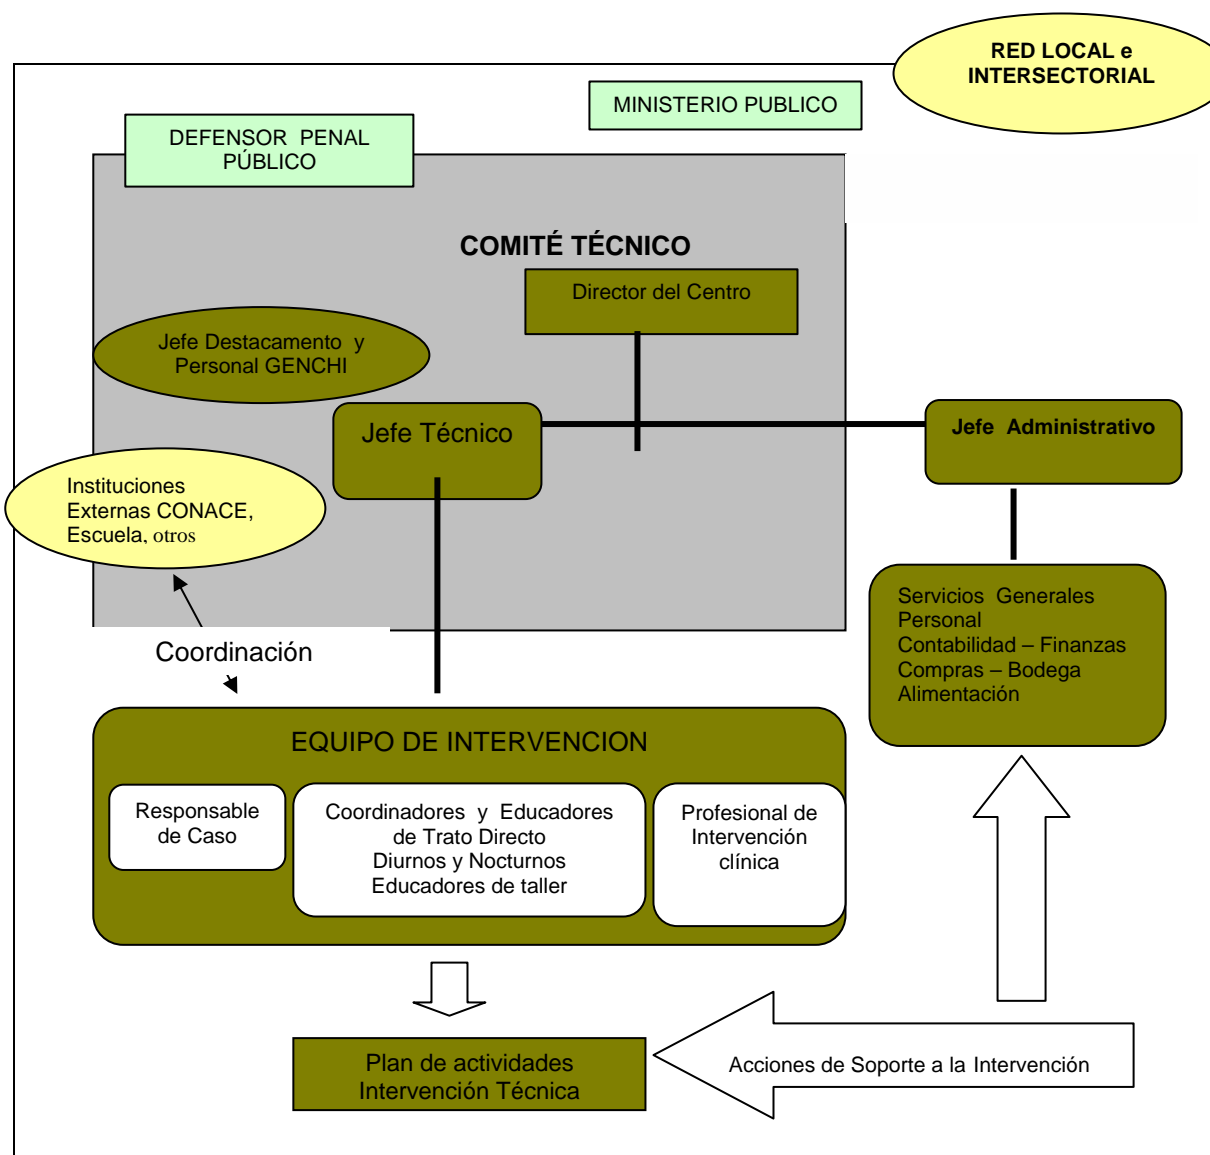 RED LOCAL e
INTERSECTORIAL
MINISTERIO PUBLICO
DEFENSOR PENAL
PÚBLICO
COMITÉ TÉCNICO
Director del Centro
Jefe Destacamento y
Personal GENCHI
Jefe Técnico
Jefe Administrativo
Instituciones
Externas CONACE,
Escuela, otros
Servicios Generales
Personal
Contabilidad – Finanzas
Compras – Bodega
Alimentación
Coordinación
EQUIPO DE INTERVENCION
Responsable
de Caso
Coordinadores y Educadores
de Trato Directo
Diurnos y Nocturnos
Educadores de taller
Profesional de
Intervención
clínica
Plan de actividades
Intervención Técnica
Acciones de Soporte a la Intervención